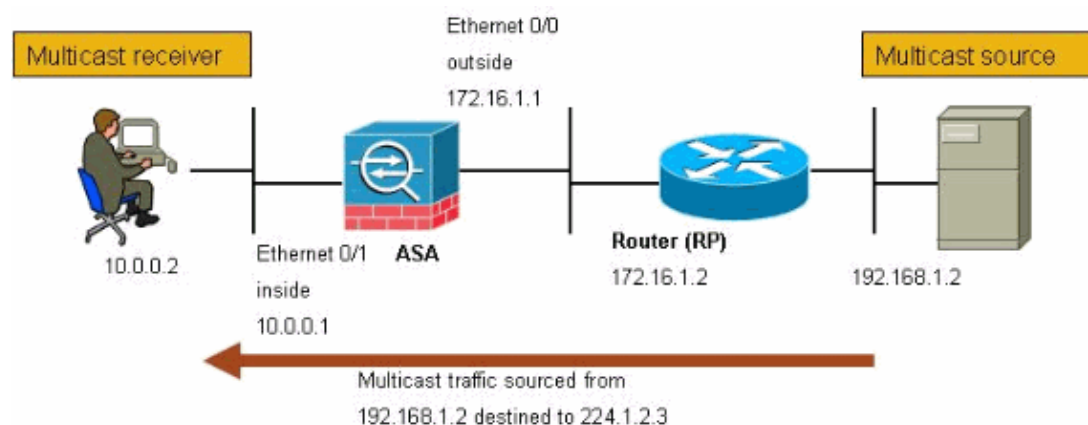 Ethernet 0/0
outside
172.16.1.1
Multicast receiver
Multicast source
10.0.0.2
Ethernet 0/1
inside
10.0.0.1
ASA
Router (RP)
172.16.1.2
192.168.1.2
Multicast traffic sourced from
192.168.1.2 destined to 224.1.2.3